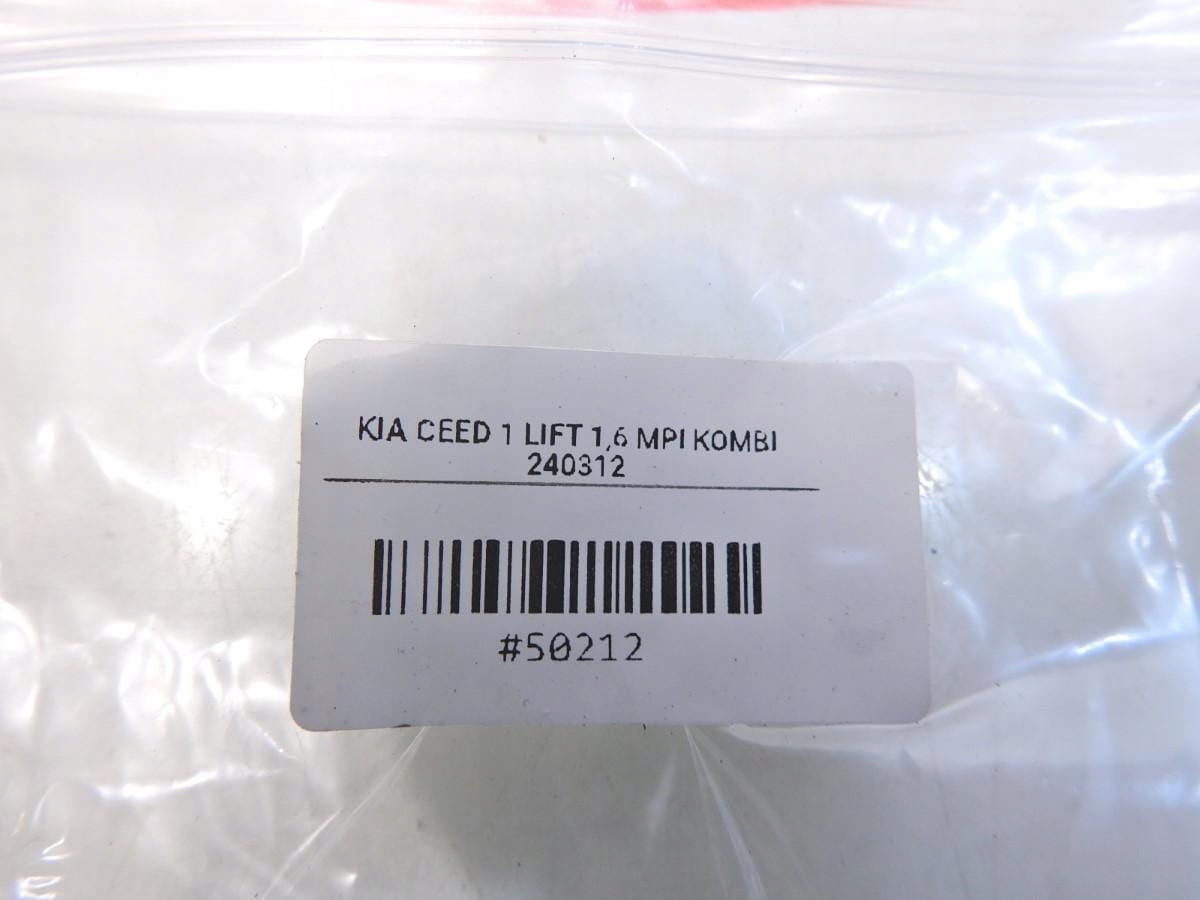 KIA CEED 1 LIFT 1,6 MPI KOMBI
240312
#50212